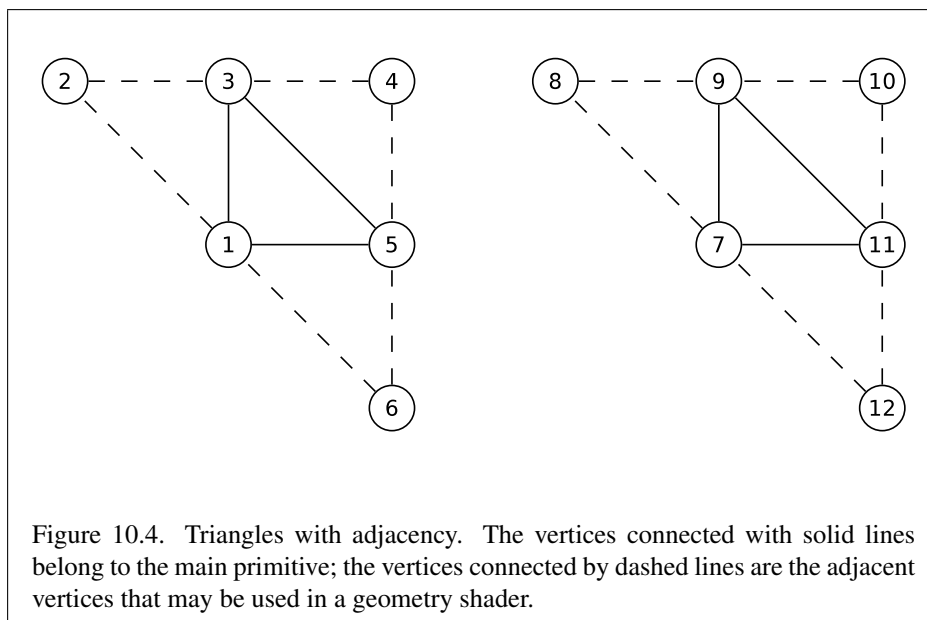 2 3 4 8 9 10
1 5 7 11
6 12
Figure 10.4. Triangles with adjacency. The vertices connected with solid lines
belong to the main primitive; the vertices connected by dashed lines are the adjacent
vertices that may be used in a geometry shader.